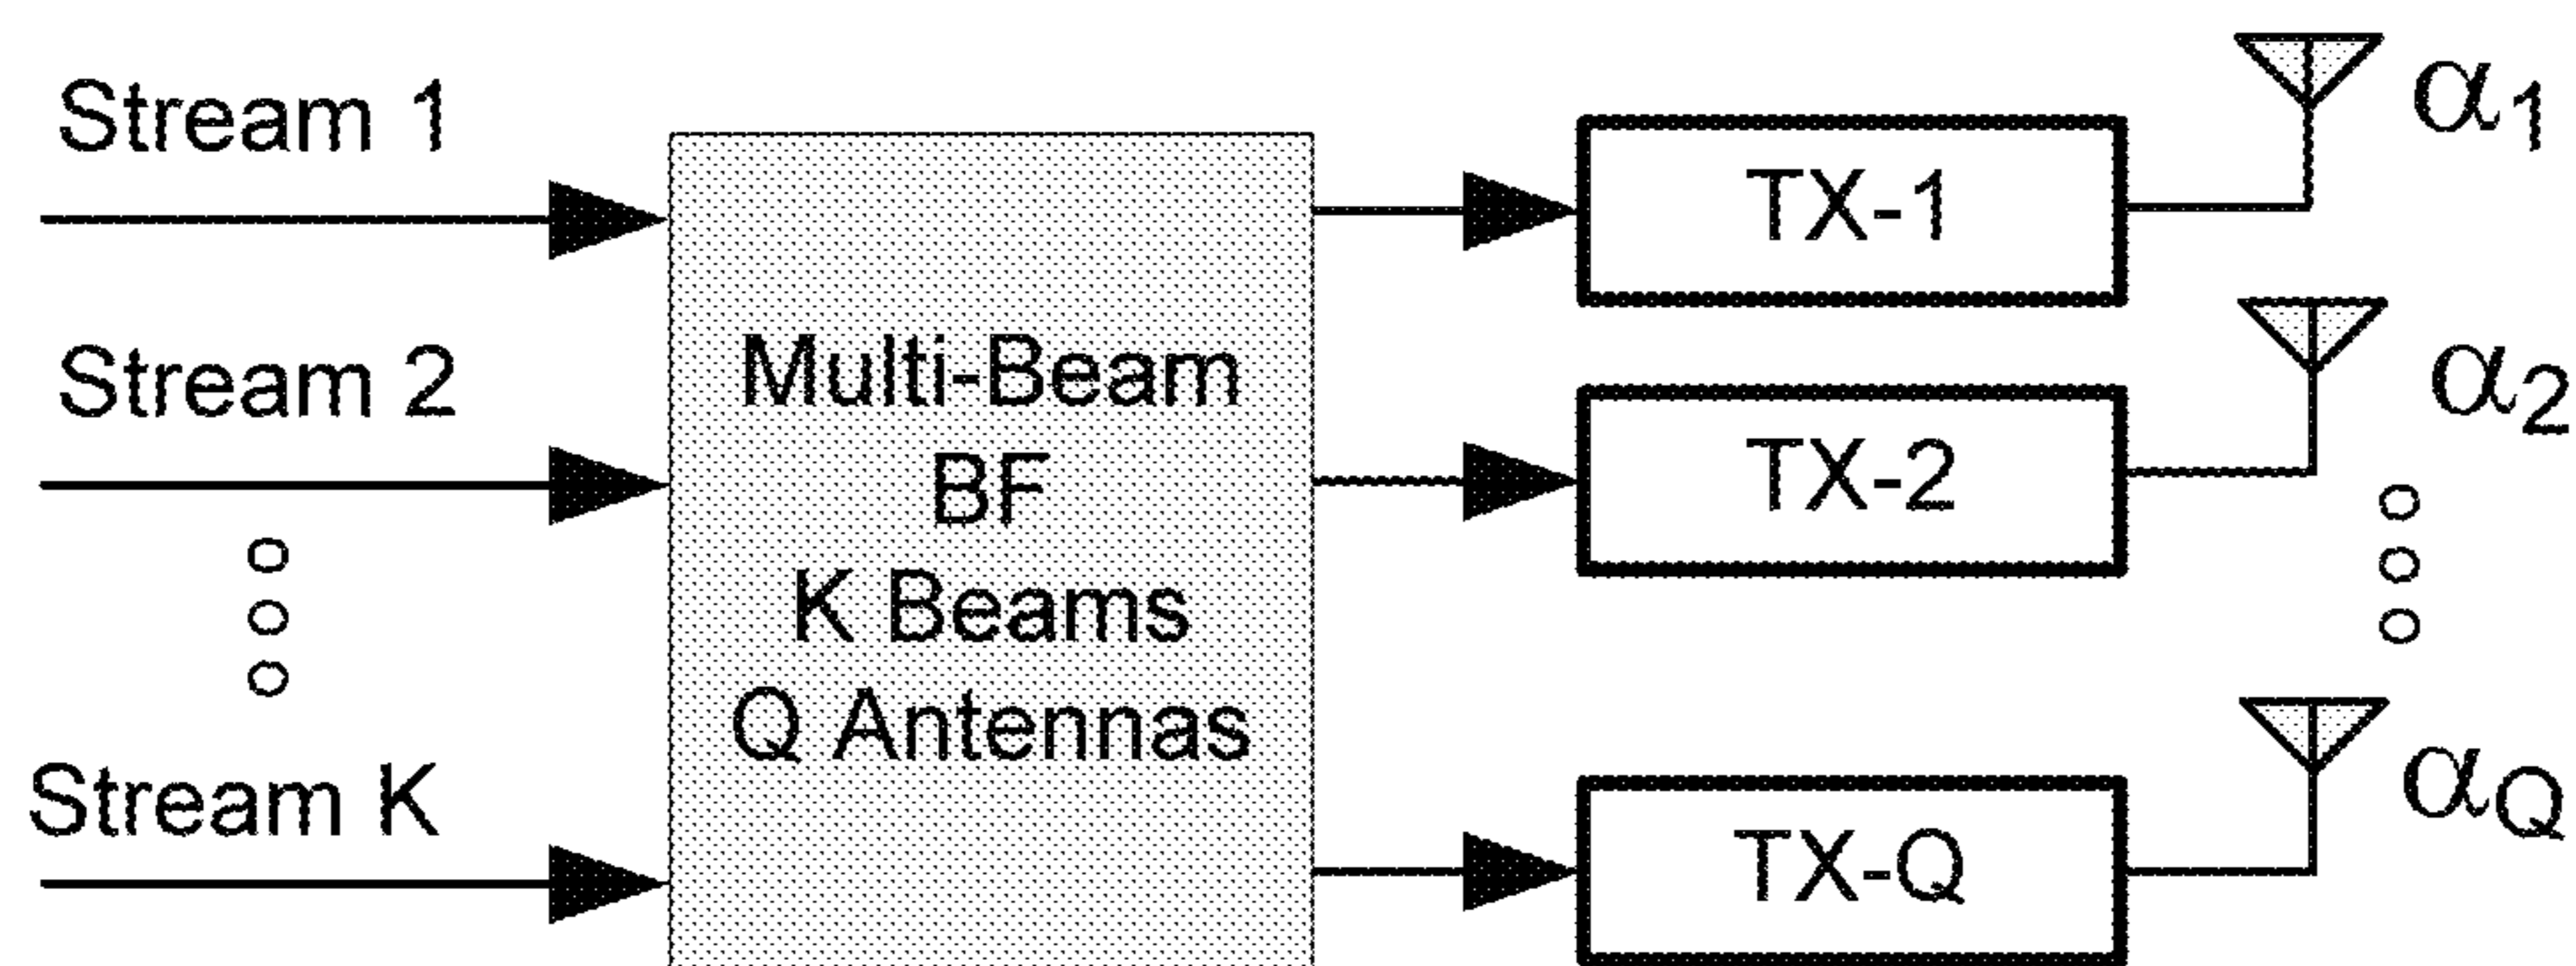 Stream 1
Stream 2
Stream K
Multi-Beam
BF
K Beams
Q Antennas
TX-1
TX-2
TX-Q
α1
α2
αQ